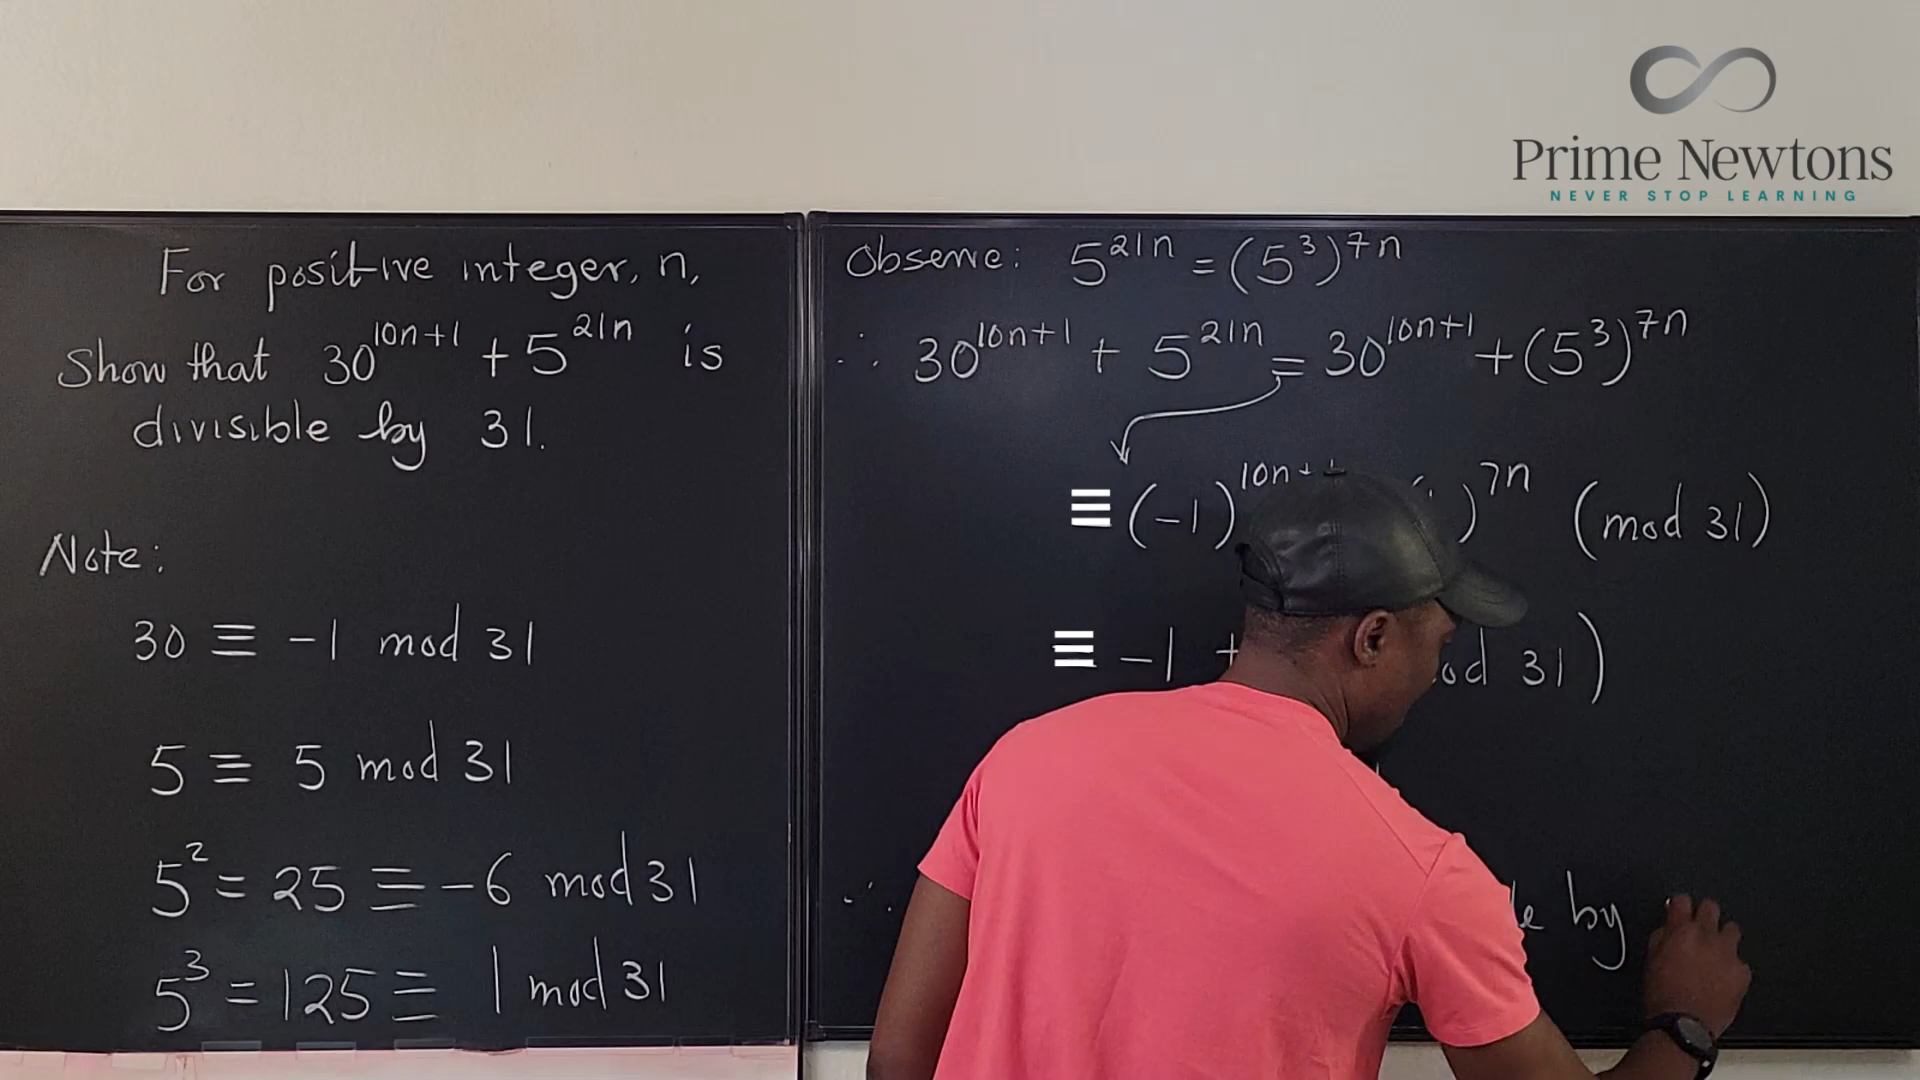 Prime Newtons
NEVER STOP LEARNING
For positive integer, n,
Show that 30^{10n+1} + 5^{21n} is
divisible by 31.
Note:
30 ≡ -1 mod 31
5 ≡ 5 mod 31
5^2 = 25 ≡ -6 mod 31
5^3 = 125 ≡ 1 mod 31
Observe: 5^{21n} = (5^3)^{7n}
∴ 30^{10n+1} + 5^{21n} = 30^{10n+1} + (5^3)^{7n}
≡ (-1)^{10n+ )^{7n} (mod 31)
≡ -1 + 31)
∴ by